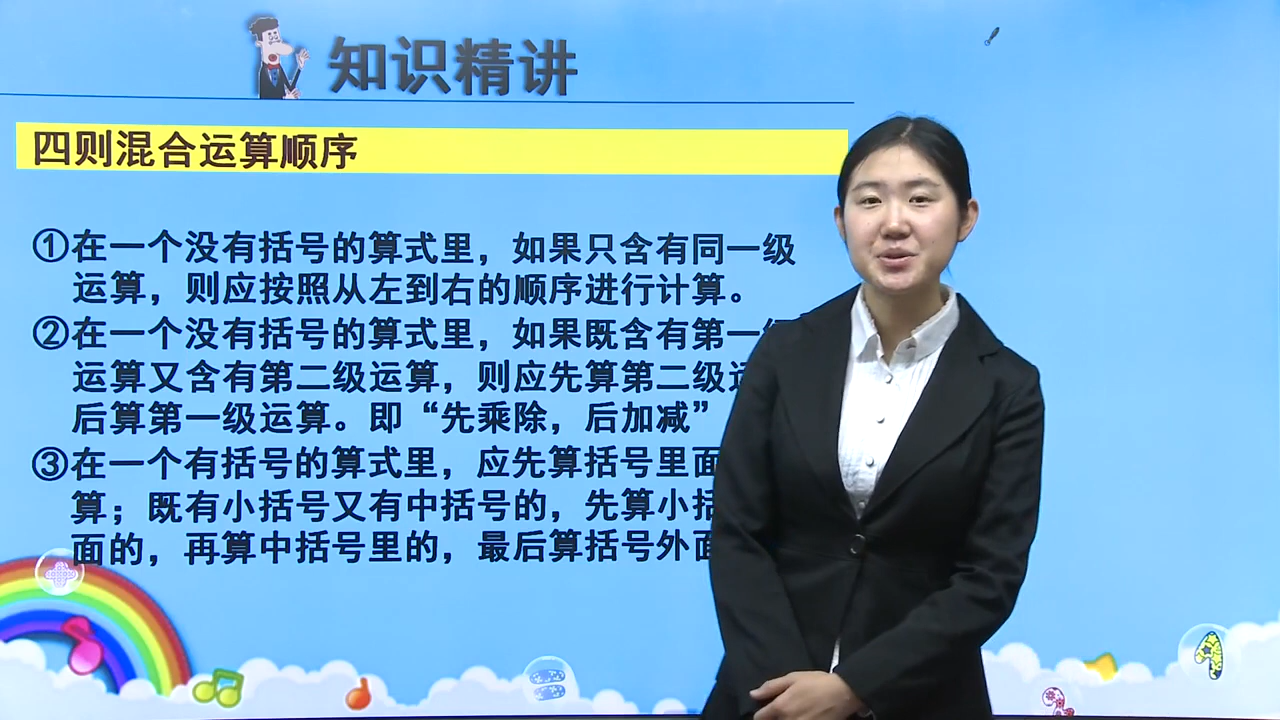 知识精讲
四则混合运算顺序
①在一个没有括号的算式里，如果只含有同一级
运算，则应按照从左到右的顺序进行计算。
②在一个没有括号的算式里，如果既含有第一级
运算又含有第二级运算，则应先算第二级运
后算第一级运算。即“先乘除，后加减”
③在一个有括号的算式里，应先算括号里面
算；既有小括号又有中括号的，先算小括
面的，再算中括号里的，最后算括号外面